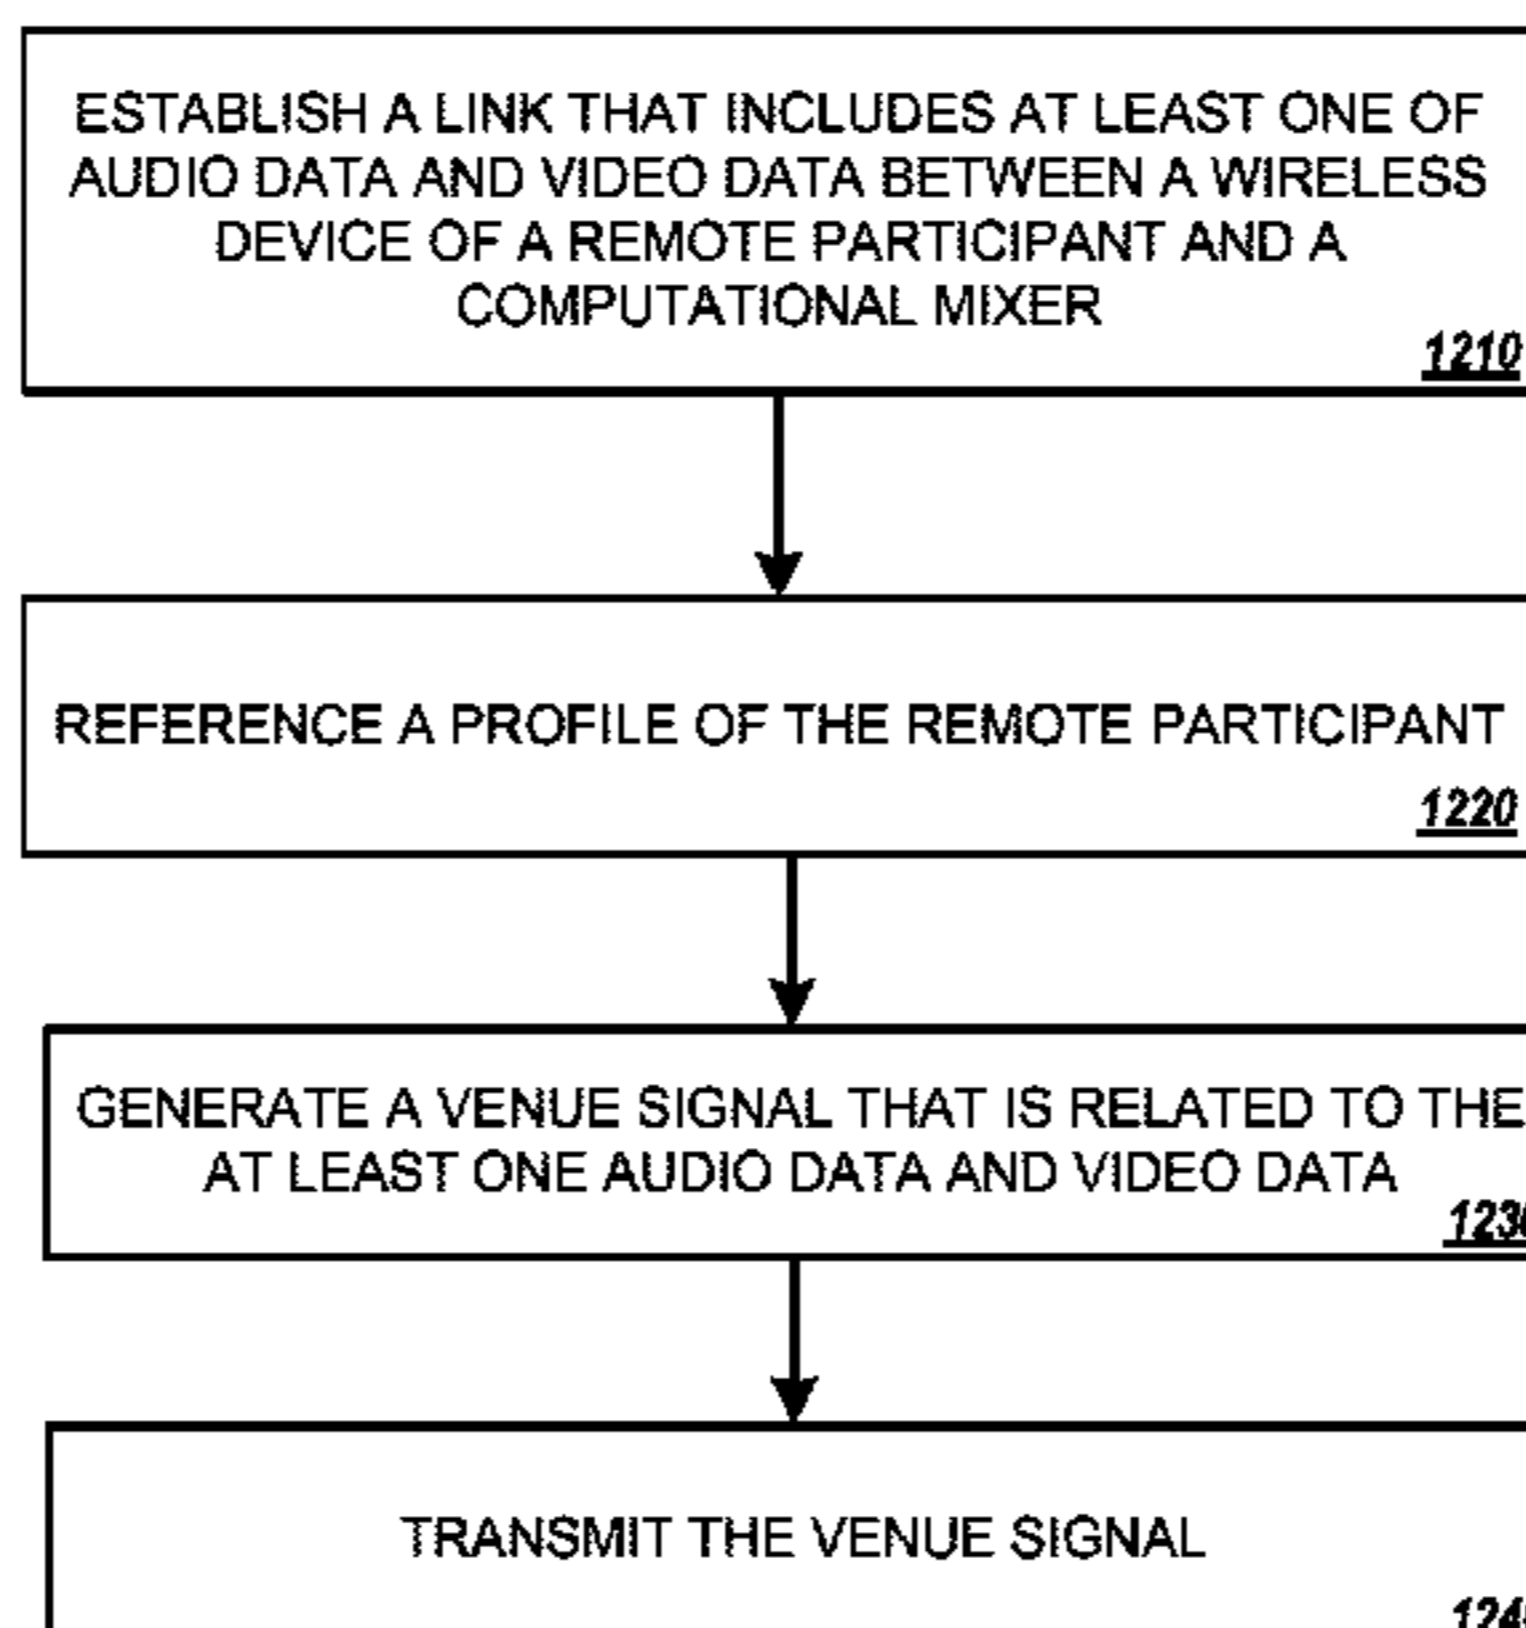 ESTABLISH A LINK THAT INCLUDES AT LEAST ONE OF
AUDIO DATA AND VIDEO DATA BETWEEN A WIRELESS
DEVICE OF A REMOTE PARTICIPANT AND A
COMPUTATIONAL MIXER
1210
REFERENCE A PROFILE OF THE REMOTE PARTICIPANT
1220
GENERATE A VENUE SIGNAL THAT IS RELATED TO THE
AT LEAST ONE AUDIO DATA AND VIDEO DATA
1230
TRANSMIT THE VENUE SIGNAL